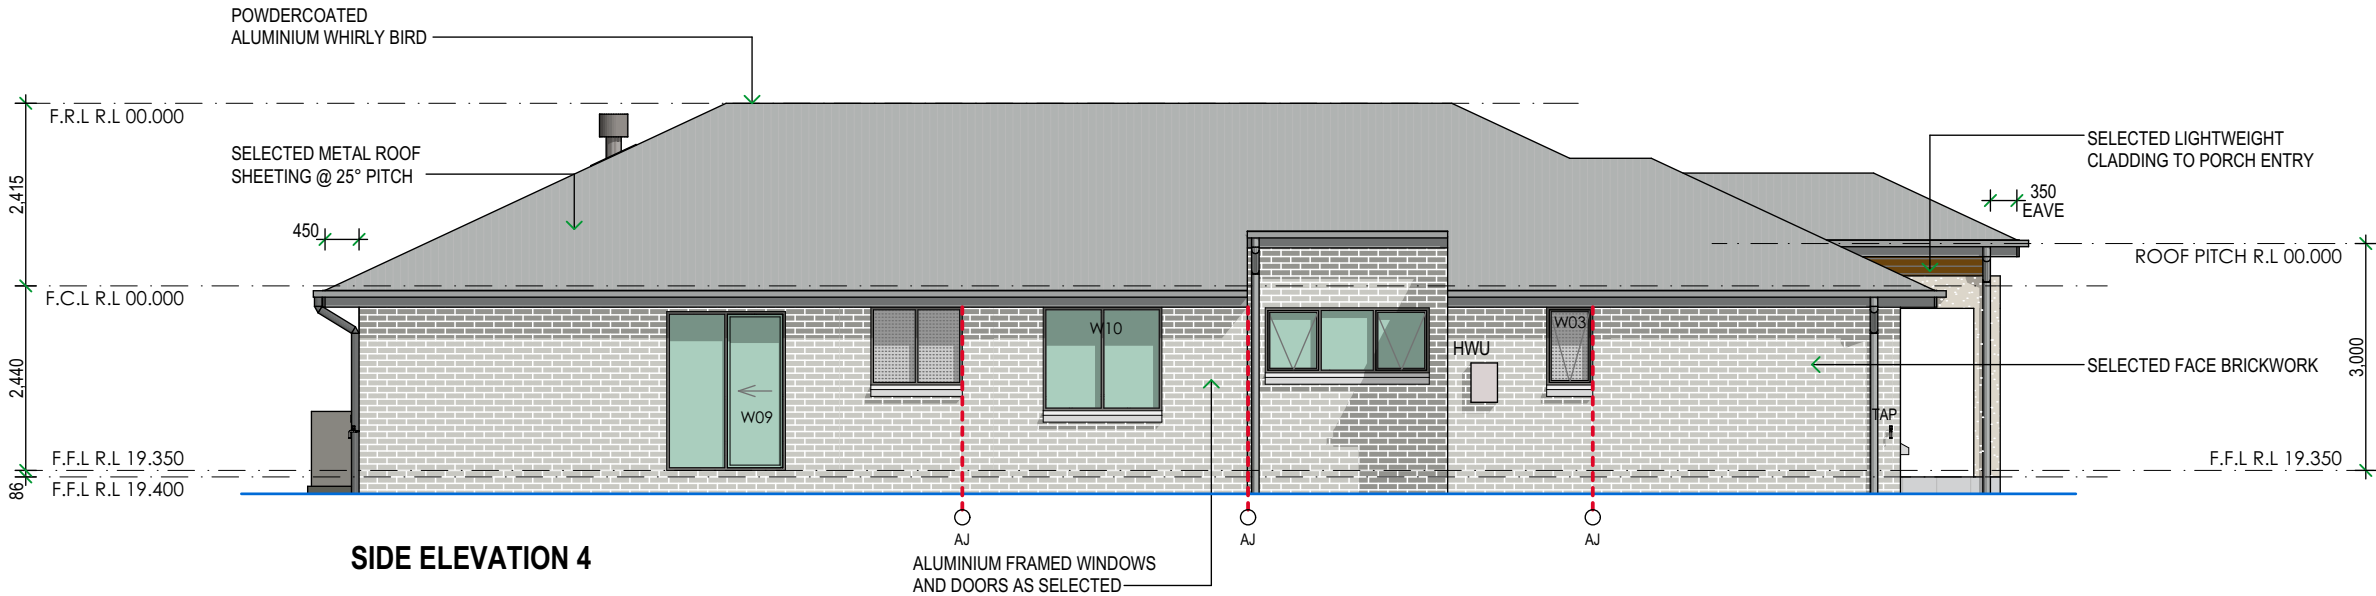 POWDERCOATED
ALUMINIUM WHIRLY BIRD
F.R.L R.L 00.000
SELECTED METAL ROOF
SHEETING @ 25° PITCH
SELECTED LIGHTWEIGHT
CLADDING TO PORCH ENTRY
2,415
350
EAVE
450
ROOF PITCH R.L 00.000
F.C.L R.L 00.000
W10
W03
HWU
2,440
3,000
SELECTED FACE BRICKWORK
W09
TAP
F.F.L R.L 19.350
F.F.L R.L 19.350
86
F.F.L R.L 19.400
AJ
AJ
AJ
SIDE ELEVATION 4
ALUMINIUM FRAMED WINDOWS
AND DOORS AS SELECTED